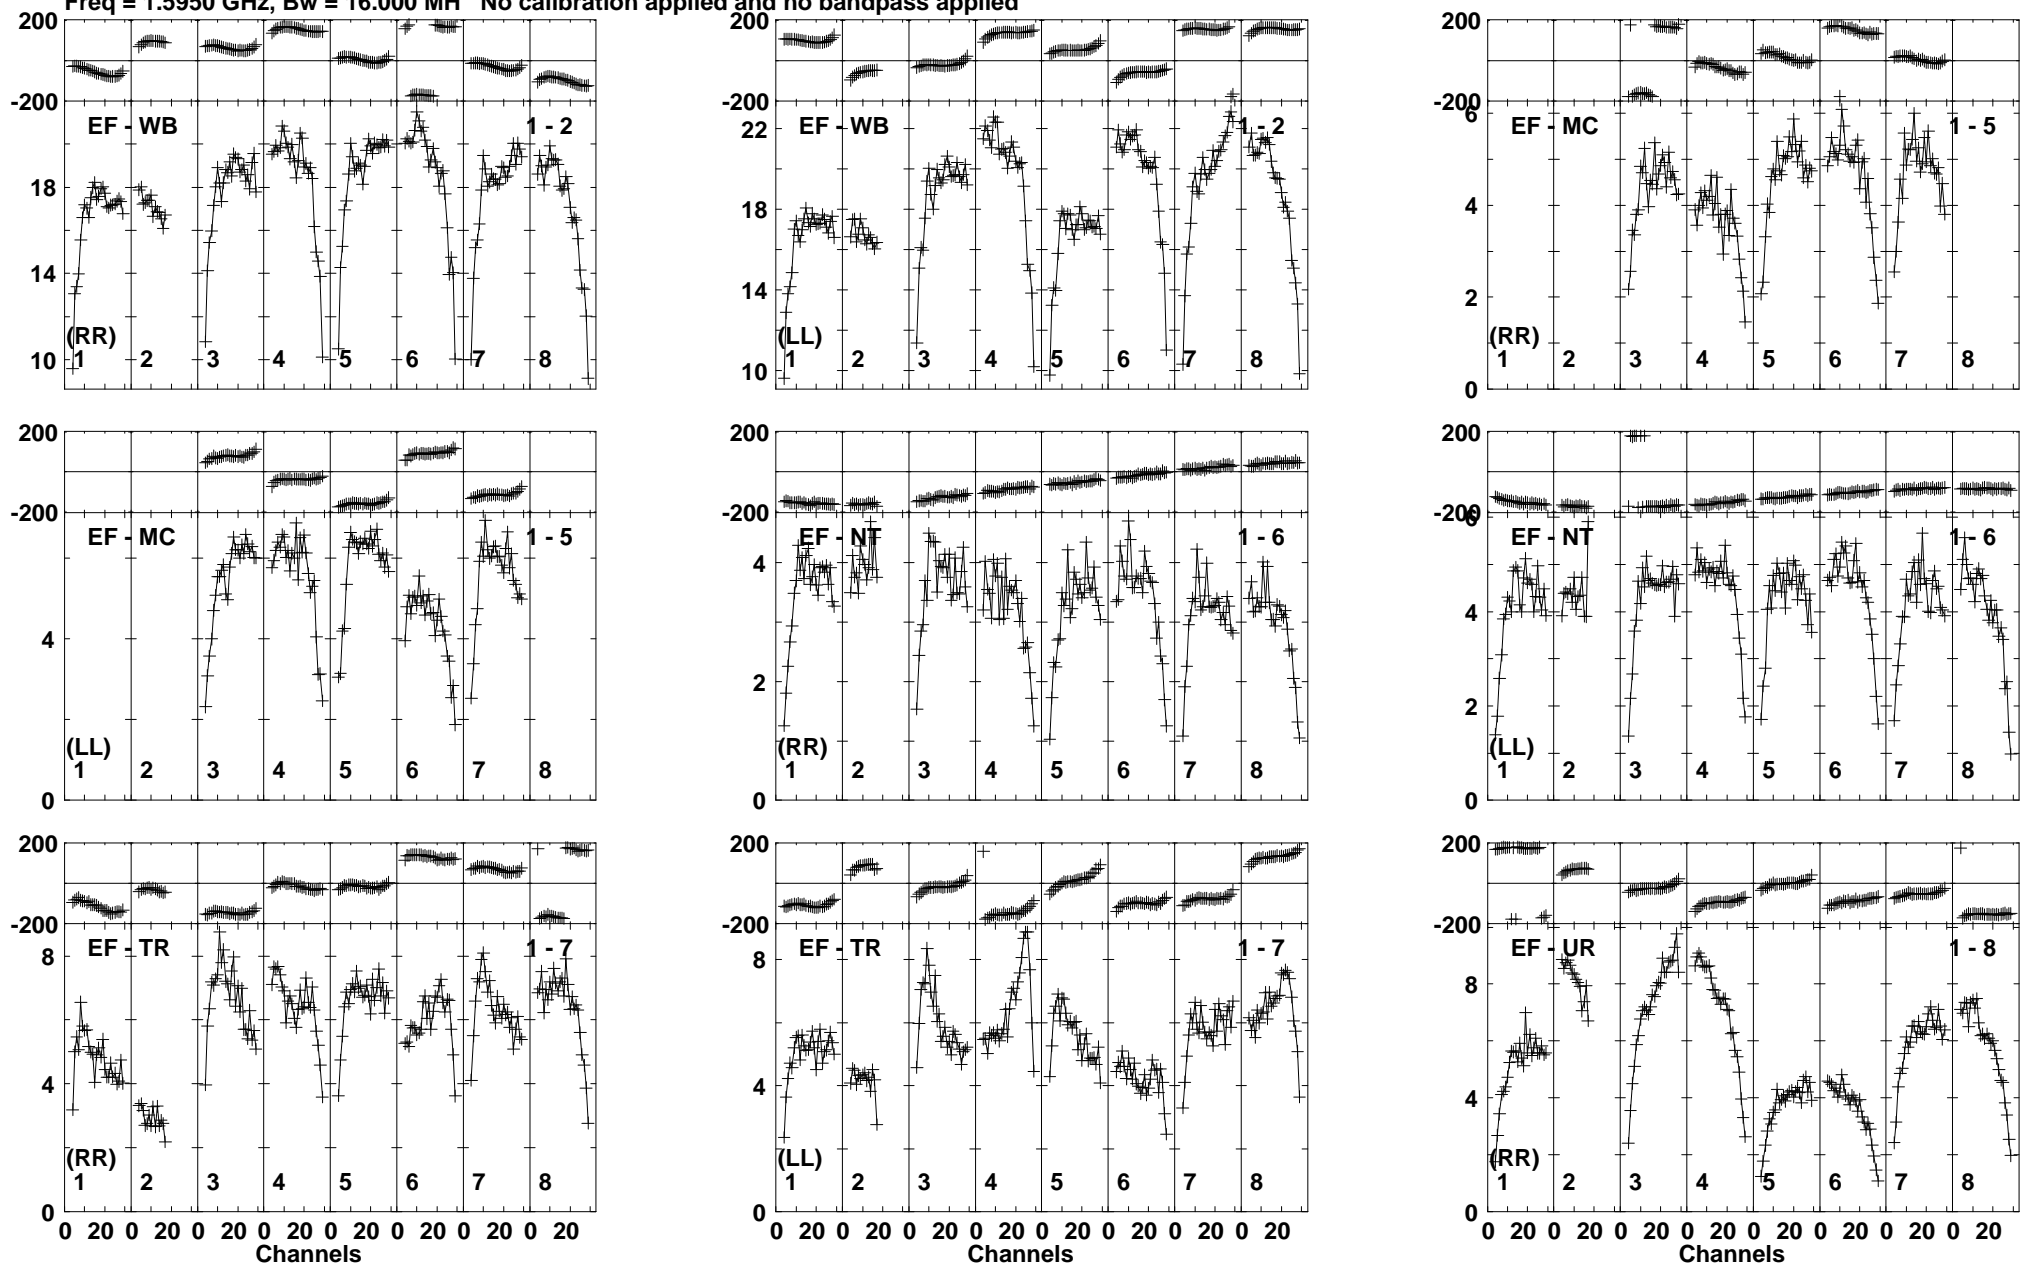 Freq = 1.5950 GHz, Bw = 16.000 MH No calibration applied and no bandpass applied
200 200 200
-200 -200 -200
EF - WB 1 - 2 EF - WB 1 - 2 EF - MC 1 - 5
22 6
18 18 4
14 14 2
10 10 0
(RR) (LL) (RR)
1 2 3 4 5 6 7 8 1 2 3 4 5 6 7 8 1 2 3 4 5 6 7 8
200 200 200
-200 -200 -200
EF - MC 1 - 5 EF - NT 1 - 6 EF - NT 1 - 6
6
4 4 4
2 2
(LL) (RR) (LL)
1 2 3 4 5 6 7 8 1 2 3 4 5 6 7 8 1 2 3 4 5 6 7 8
0 0 0
200 200 200
-200 -200 -200
EF - TR 1 - 7 EF - TR 1 - 7 EF - UR 1 - 8
8 8 8
4 4 4
(RR) (LL) (RR)
1 2 3 4 5 6 7 8 1 2 3 4 5 6 7 8 1 2 3 4 5 6 7 8
0 0 0
0 20 0 20 0 20 0 20 0 20 0 20 0 20 0 20 0 20 0 20 0 20 0 20 0 20 0 20 0 20 0 20 0 20 0 20 0 20 0 20 0 20 0 20 0 20 0 20
Channels Channels Channels